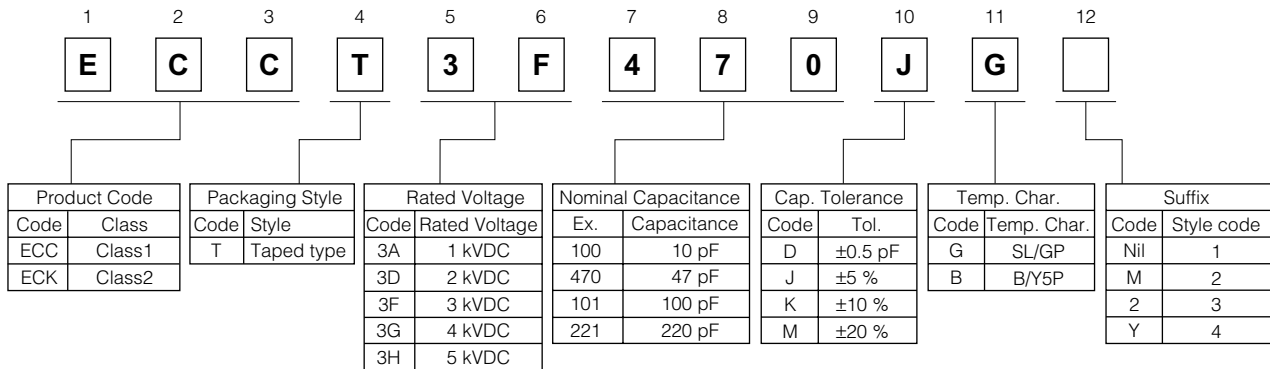 1 2 3 4 5 6 7 8 9 10 11 12
E C C T 3 F 4 7 0 J G
Product Code
Code Class
ECC Class1
ECK Class2
Packaging Style
Code Style
T Taped type
Rated Voltage
Code Rated Voltage
3A 1 kVDC
3D 2 kVDC
3F 3 kVDC
3G 4 kVDC
3H 5 kVDC
Nominal Capacitance
Ex. Capacitance
100 10 pF
470 47 pF
101 100 pF
221 220 pF
Cap. Tolerance
Code Tol.
D ±0.5 pF
J ±5 %
K ±10 %
M ±20 %
Temp. Char.
Code Temp. Char.
G SL/GP
B B/Y5P
Suffix
Code Style code
Nil 1
M 2
2 3
Y 4